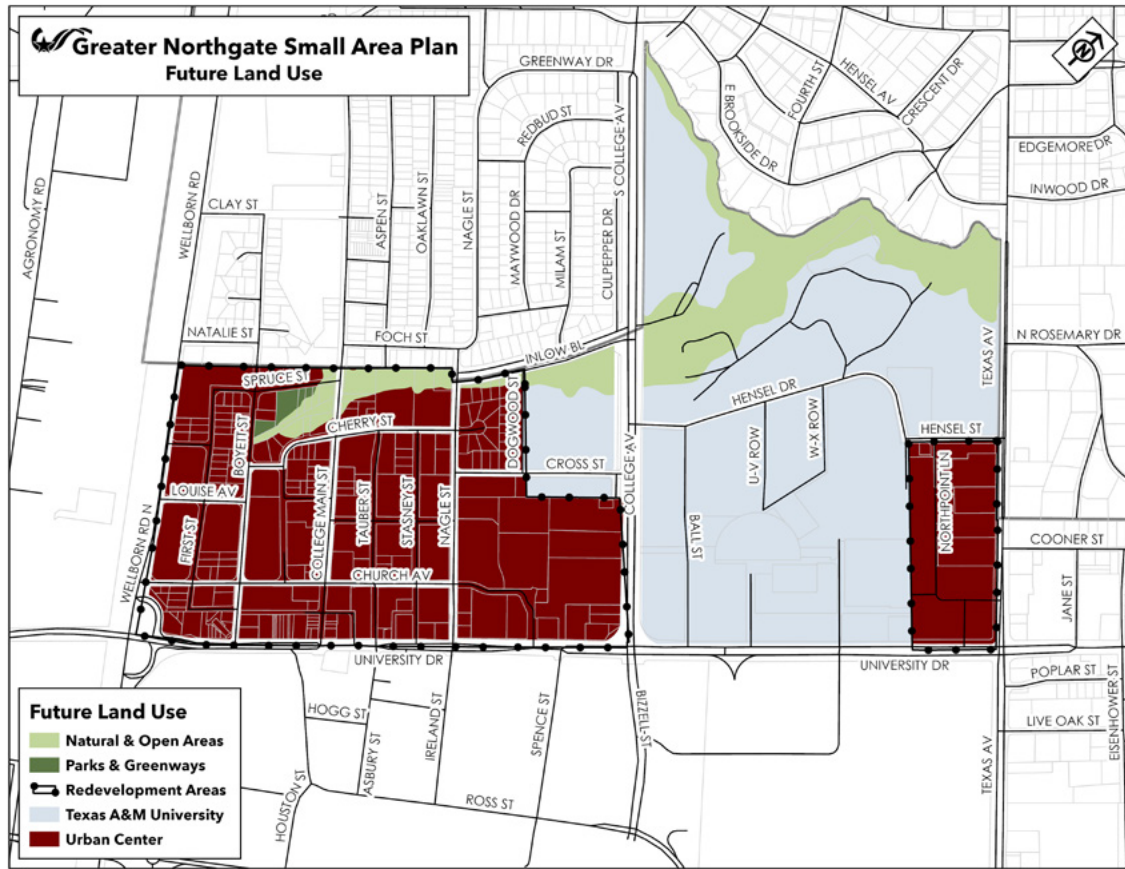 Greater Northgate Small Area Plan
Future Land Use
N
GREENWAY DR
REDBUD ST
S COLLEGE AV
E BROOKSIDE DR
FOURTH ST
HENSEL AV
CRESCENT DR
EDGEMORE DR
INWOOD DR
AGRONOMY RD
WELLBORN RD
CLAY ST
ASPEN ST
OAKLAWN ST
NAGLE ST
MAYWOOD DR
MILAM ST
CULPEPPER DR
NATALIE ST
FOCH ST
INLOW BL
TEXAS AV
N ROSEMARY DR
SPRUCE ST
BOYETT ST
CHERRY ST
DOGWOOD ST
HENSEL DR
HENSEL ST
U-V ROW
W-X ROW
CROSS ST
COLLEGE AV
LOUISE AV
FIRST ST
COLLEGE MAIN ST
TAUBER ST
STASNEY ST
NAGLE ST
BALL ST
NORTHPOINT LN
COONER ST
JANE ST
WELLBORN RD N
CHURCH AV
UNIVERSITY DR
UNIVERSITY DR
POPLAR ST
LIVE OAK ST
EISENHOWER ST
TEXAS AV
HOGG ST
ASBURY ST
IRELAND ST
SPENCE ST
BIZZELL ST
HOUSTON ST
ROSS ST
Future Land Use
Natural & Open Areas
Parks & Greenways
Redevelopment Areas
Texas A&M University
Urban Center